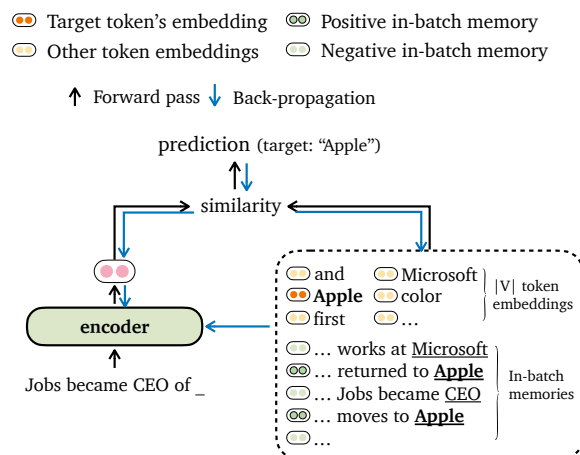 Target token's embedding
Positive in-batch memory
Other token embeddings
Negative in-batch memory
Forward pass
Back-propagation
prediction (target: “Apple”)
similarity
and
Microsoft
Apple
color
first
...
|V| token
embeddings
encoder
... works at Microsoft
... returned to Apple
... Jobs became CEO
... moves to Apple
...
In-batch
memories
Jobs became CEO of _